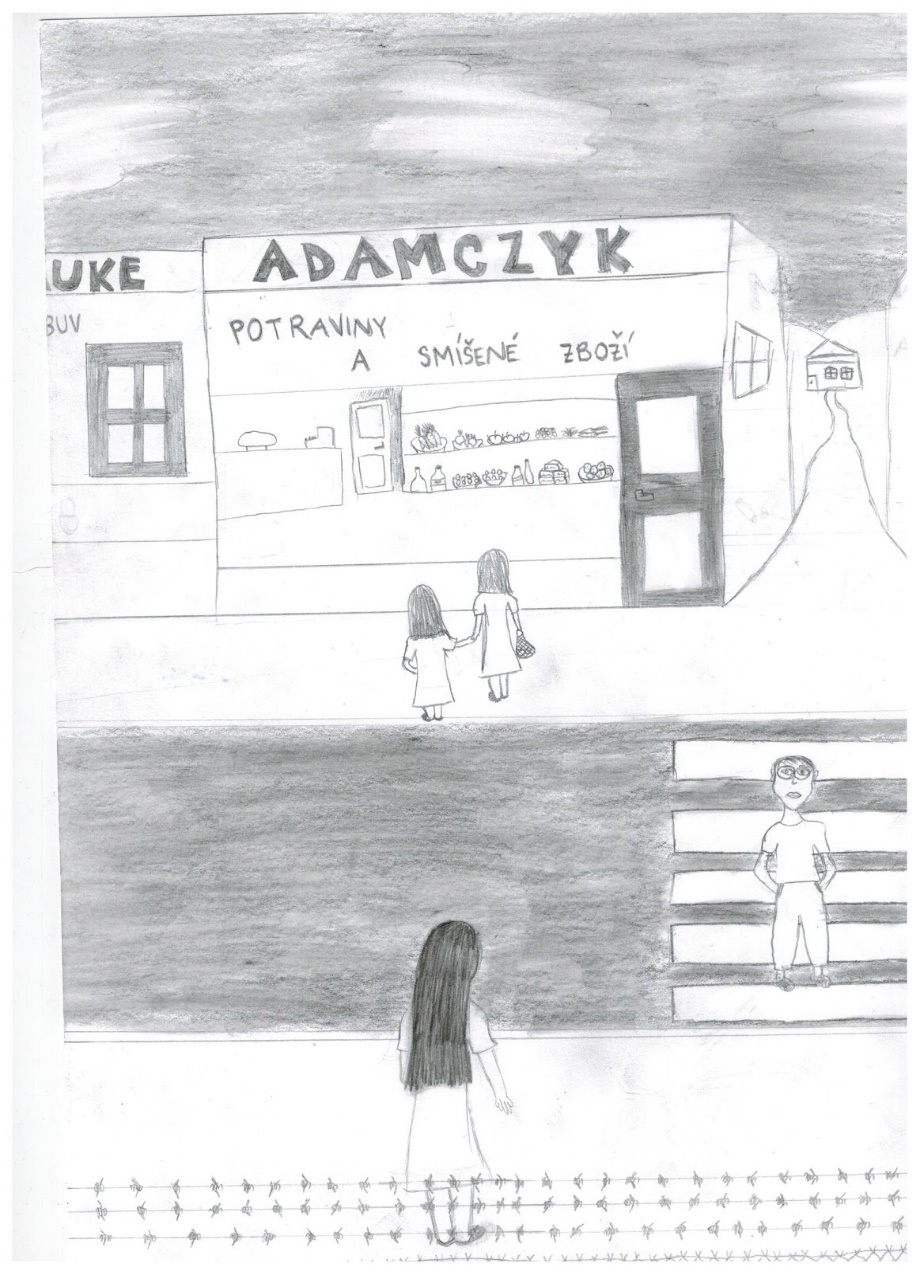 UKE
ADAMCZYK
BUV
POTRAVINY
A SMÍŠENÉ ZBOŽÍ